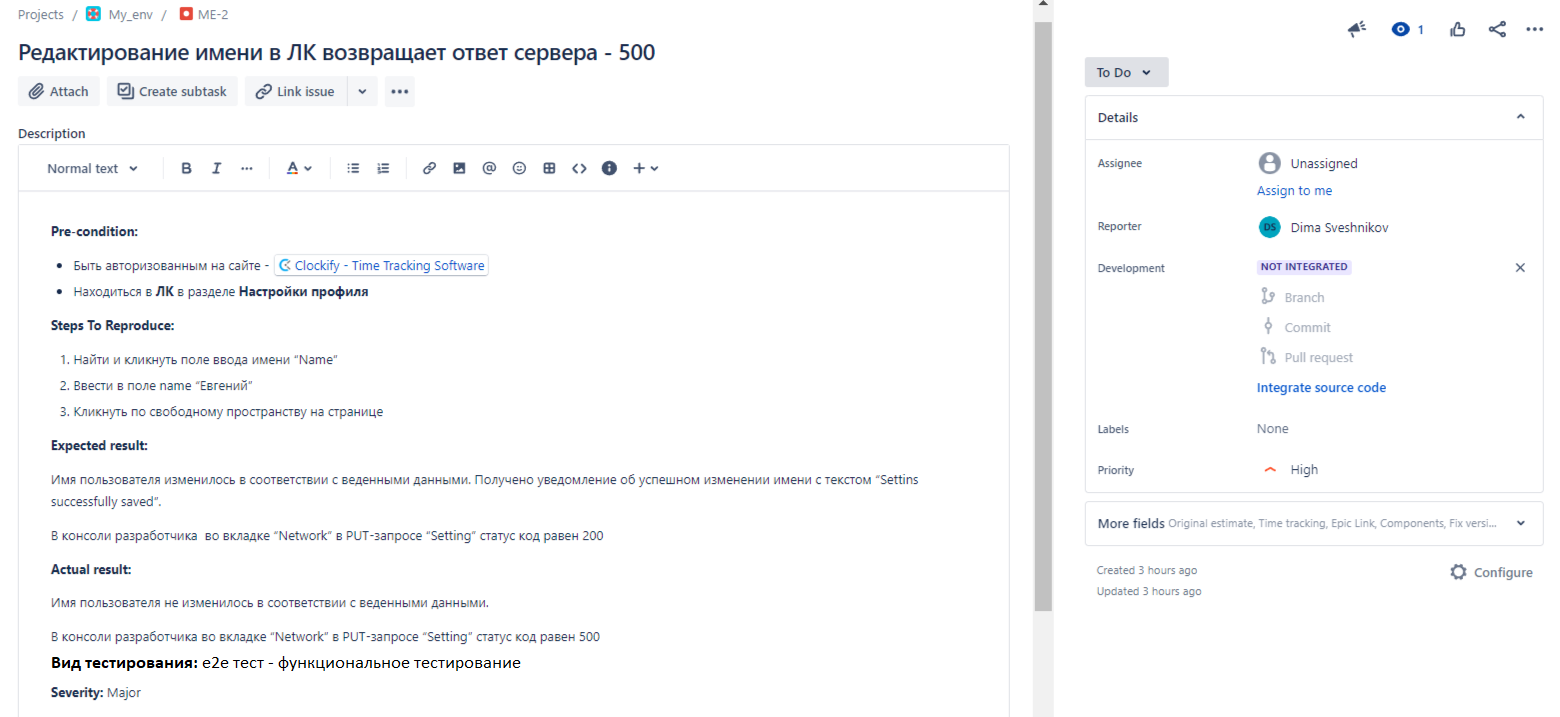 Projects / My_env / ME-2
Редактирование имени в ЛК возвращает ответ сервера - 500
Attach Create subtask Link issue
Description
Normal text B I A
Pre-condition:
Быть авторизованным на сайте - Clockify - Time Tracking Software
Находиться в ЛК в разделе Настройки профиля
Steps To Reproduce:
1. Найти и кликнуть поле ввода имени “Name”
2. Ввести в поле name “Евгений”
3. Кликнуть по свободному пространству на странице
Expected result:
Имя пользователя изменилось в соответствии с веденными данными. Получено уведомление об успешном изменении имени с текстом “Settins
successfully saved”.
В консоли разработчика во вкладке “Network” в PUT-запросе “Setting” статус код равен 200
Actual result:
Имя пользователя не изменилось в соответствии с веденными данными.
В консоли разработчика во вкладке “Network” в PUT-запросе “Setting” статус код равен 500
Вид тестирования: e2e тест - функциональное тестирование
Severity: Major
1
To Do
Details
Assignee Unassigned
Assign to me
Reporter DS Dima Sveshnikov
Development NOT INTEGRATED
Branch
Commit
Pull request
Integrate source code
Labels None
Priority High
More fields Original estimate, Time tracking, Epic Link, Components, Fix versi...
Created 3 hours ago
Configure
Updated 3 hours ago